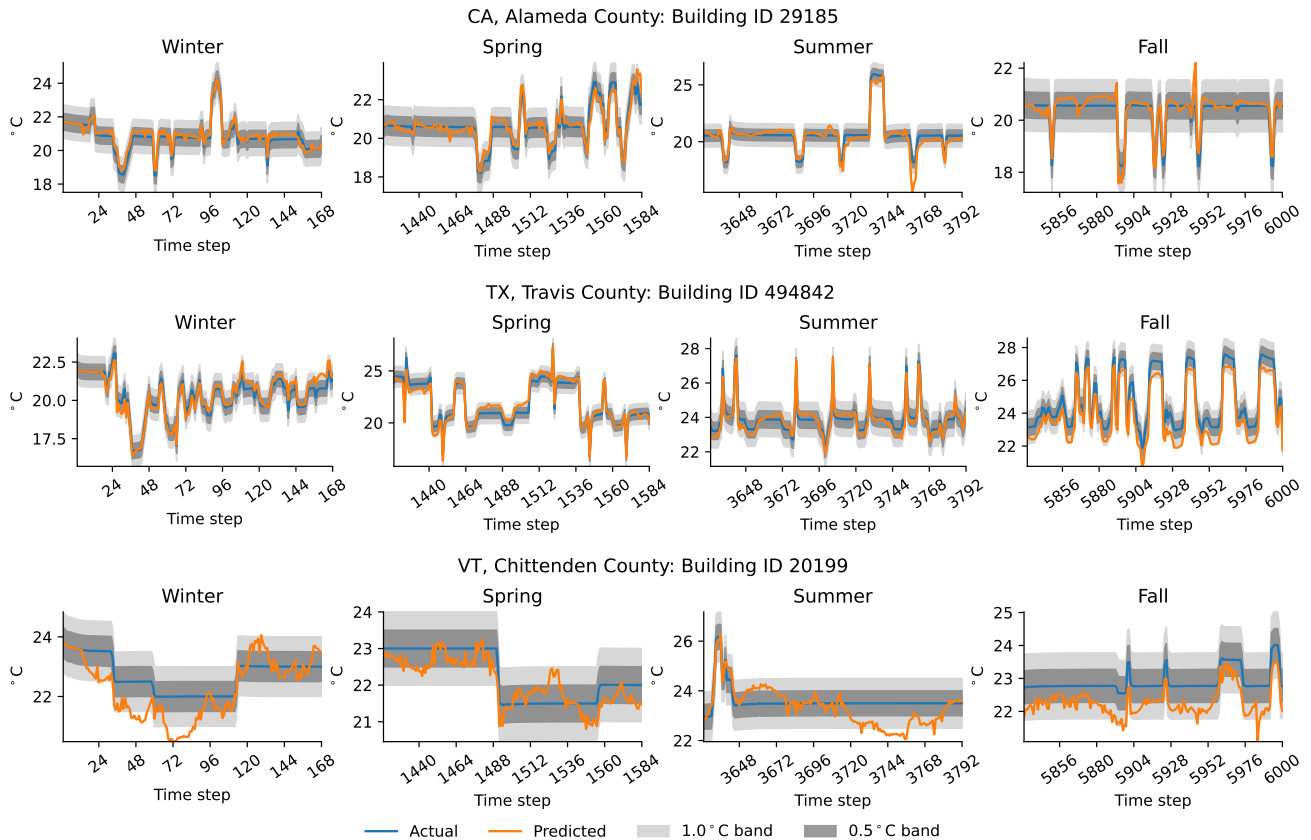 CA, Alameda County: Building ID 29185
Winter Spring Summer Fall
°C
24
22
20
18
24 48 72 96 120 144 168
Time step
°C
22
20
18
1440 1464 1488 1512 1536 1560 1584
Time step
°C
25
20
3648 3672 3696 3720 3744 3768 3792
Time step
°C
22
20
18
5856 5880 5904 5928 5952 5976 6000
Time step
TX, Travis County: Building ID 494842
Winter Spring Summer Fall
°C
22.5
20.0
17.5
24 48 72 96 120 144 168
Time step
°C
25
20
1440 1464 1488 1512 1536 1560 1584
Time step
°C
28
26
24
22
3648 3672 3696 3720 3744 3768 3792
Time step
°C
28
26
24
22
5856 5880 5904 5928 5952 5976 6000
Time step
VT, Chittenden County: Building ID 20199
Winter Spring Summer Fall
°C
24
22
24 48 72 96 120 144 168
Time step
°C
24
23
22
21
1440 1464 1488 1512 1536 1560 1584
Time step
°C
26
24
22
3648 3672 3696 3720 3744 3768 3792
Time step
°C
25
24
23
22
5856 5880 5904 5928 5952 5976 6000
Time step
Actual Predicted 1.0°C band 0.5°C band